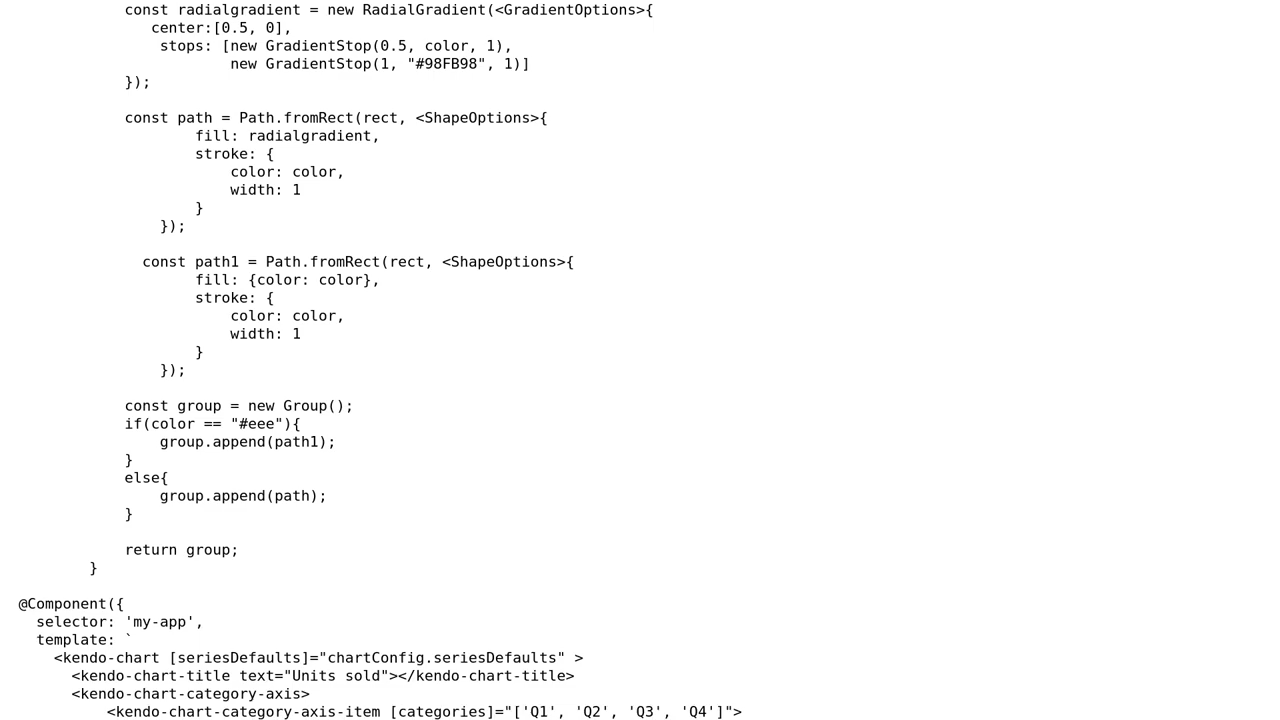 const radialgradient = new RadialGradient(<GradientOptions>{
center:[0.5, 0],
stops: [new GradientStop(0.5, color, 1),
new GradientStop(1, "#98FB98", 1)]
});
const path = Path.fromRect(rect, <ShapeOptions>{
fill: radialgradient,
stroke: {
color: color,
width: 1
}
});
const path1 = Path.fromRect(rect, <ShapeOptions>{
fill: {color: color},
stroke: {
color: color,
width: 1
}
});
const group = new Group();
if(color == "#eee"){
group.append(path1);
}
else{
group.append(path);
}
return group;
}
@Component({
selector: 'my-app',
template: `
<kendo-chart [seriesDefaults]="chartConfig.seriesDefaults" >
<kendo-chart-title text="Units sold"></kendo-chart-title>
<kendo-chart-category-axis>
<kendo-chart-category-axis-item [categories]="['Q1', 'Q2', 'Q3', 'Q4']">